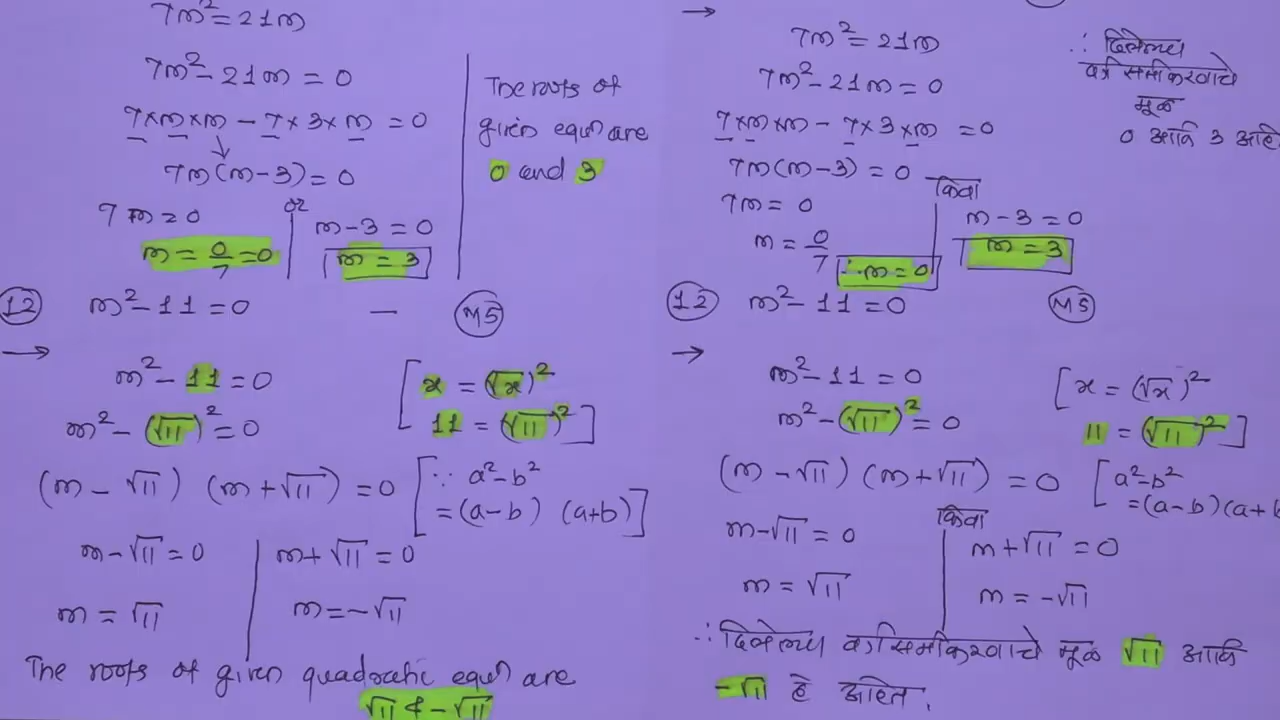 7m² = 21m
7m² - 21m = 0
7×m×m - 7×3×m = 0
7m(m-3) = 0
7m = 0 or m-3 = 0
m = 0/7 = 0 m = 3
The roots of
given equn are
0 and 3
12 m² - 11 = 0 — M5
→
m² - 11 = 0 [x = (√x)²
m² - (√11)² = 0 11 = (√11)²]
(m - √11) (m + √11) = 0 [∵ a² - b²
= (a-b) (a+b)]
m - √11 = 0 m + √11 = 0
m = √11 m = -√11
The roots of given quadratic equn are
√11 & -√11
→
7m² = 21m
7m² - 21m = 0
7×m×m - 7×3×m = 0
7m(m-3) = 0
किंवा
7m = 0 m-3 = 0
m = 0/7 ∴ m = 0 m = 3
∴ दिलेल्या
वर्गसमीकरणाचे
मूळ
0 आणि 3 आहे
12 m² - 11 = 0 M5
→
m² - 11 = 0 [x = (√x)²
m² - (√11)² = 0 11 = (√11)²]
(m - √11) (m + √11) = 0 [a² - b²
= (a-b)(a+b
किंवा
m - √11 = 0 m + √11 = 0
m = √11 m = -√11
∴ दिलेल्या वर्गसमीकरणाचे मूळ √11 आणि
-√11 हे आहेत.